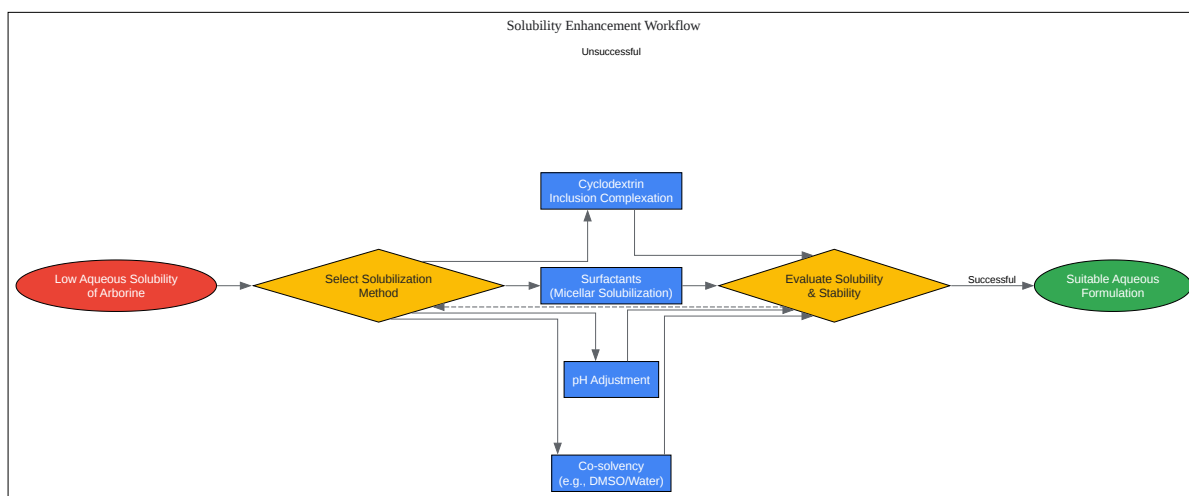 Solubility Enhancement Workflow
Unsuccessful
Cyclodextrin
Inclusion Complexation
Low Aqueous Solubility
of Arborine
Select Solubilization
Method
Surfactants
(Micellar Solubilization)
Evaluate Solubility
& Stability
Successful
Suitable Aqueous
Formulation
pH Adjustment
Co-solvency
(e.g., DMSO/Water)